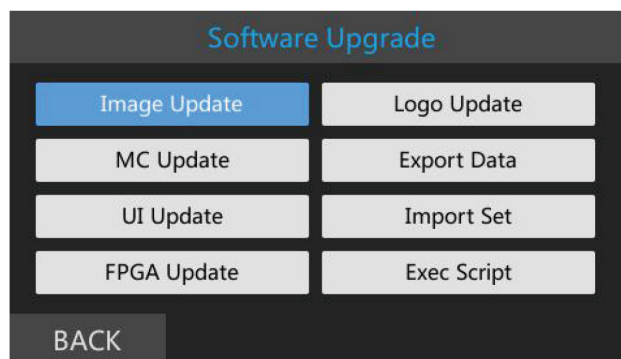 Software Upgrade
Image Update
Logo Update
MC Update
Export Data
UI Update
Import Set
FPGA Update
Exec Script
BACK